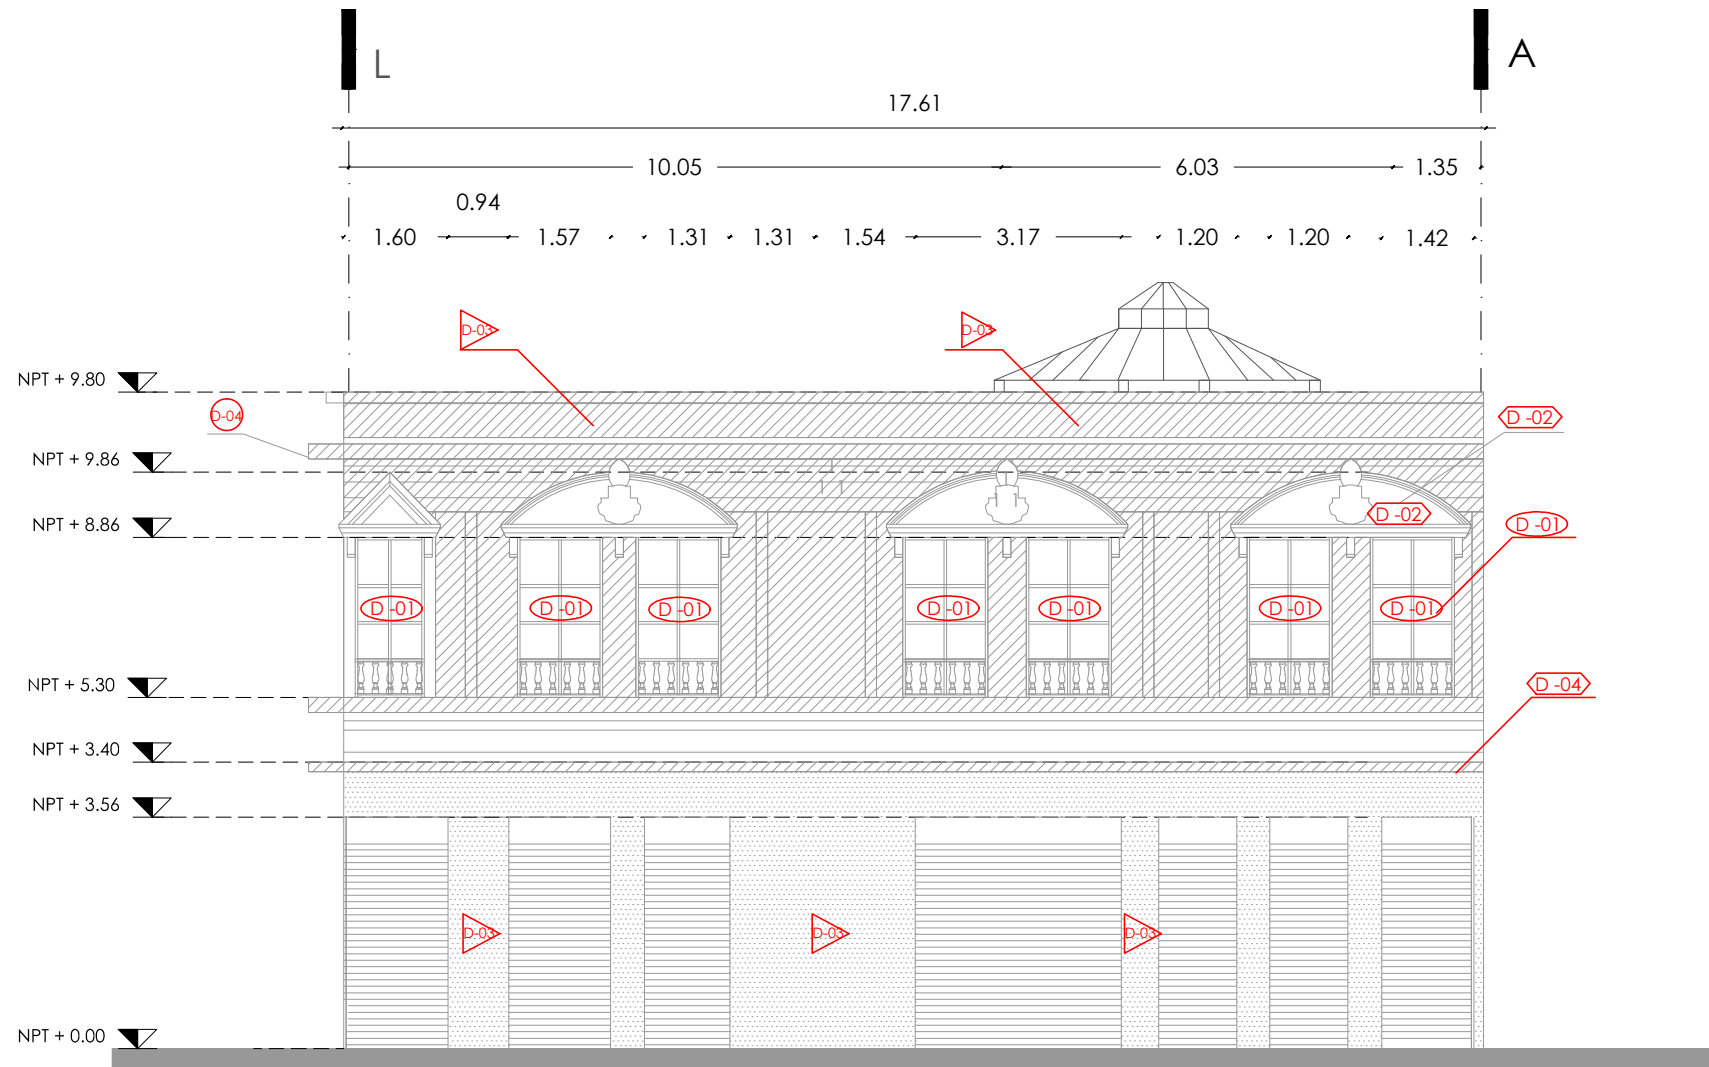 L
A
17.61
10.05 6.03 1.35
0.94
1.60 1.57 1.31 1.31 1.54 3.17 1.20 1.20 1.42
D-03 D-03
NPT + 9.80
D-04 D -02
NPT + 9.86
D -02
NPT + 8.86 D -01
D -01 D -01 D -01 D -01 D -01 D -01 D -01
NPT + 5.30 D -04
NPT + 3.40
NPT + 3.56
D-03 D-03 D-03
NPT + 0.00